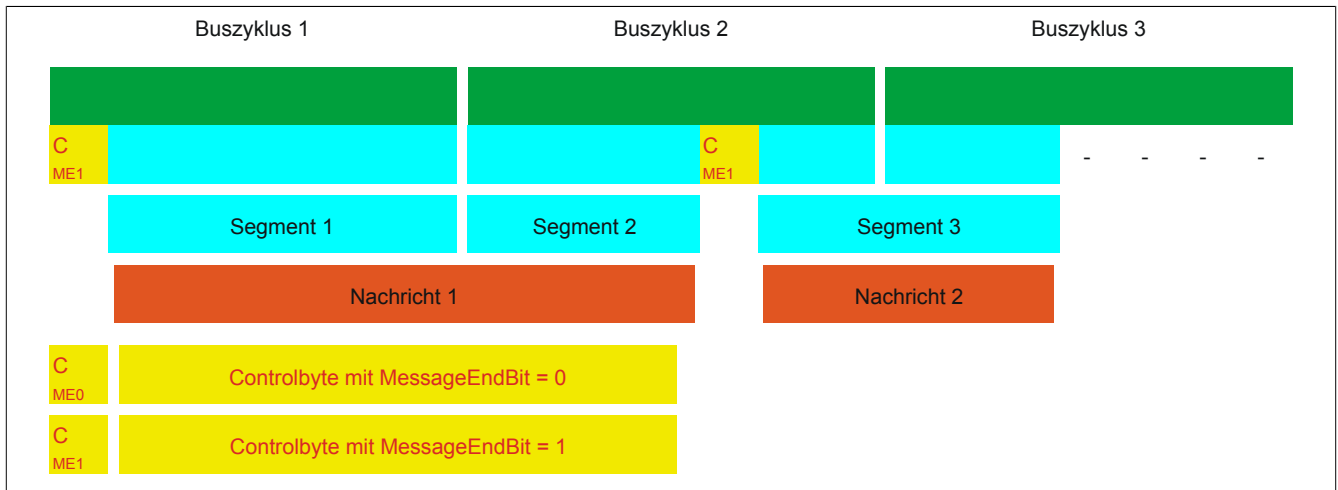 Buszyklus 1 Buszyklus 2 Buszyklus 3
C C
ME1 ME1 - - - -
Segment 1 Segment 2 Segment 3
Nachricht 1 Nachricht 2
C
ME0 Controlbyte mit MessageEndBit = 0
C
ME1 Controlbyte mit MessageEndBit = 1